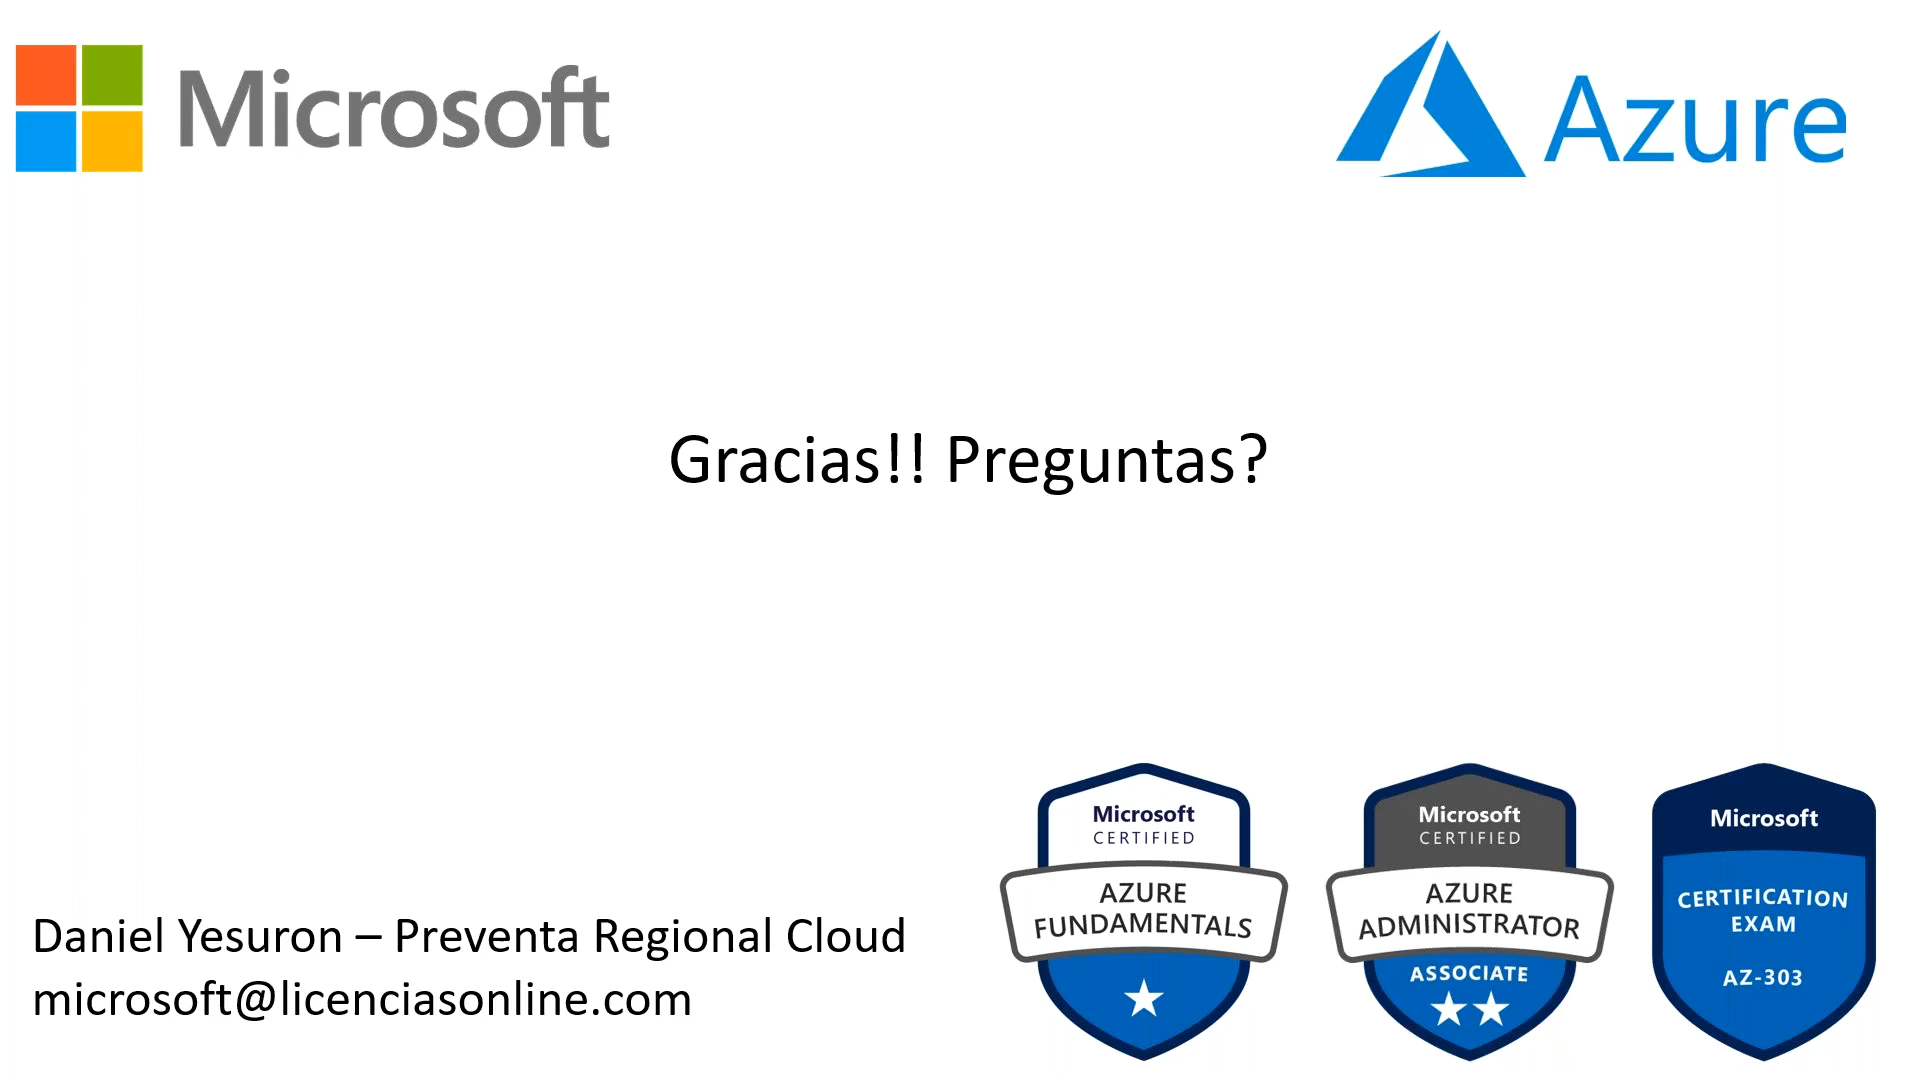 Microsoft
Azure
Gracias!! Preguntas?
Daniel Yesuron – Preventa Regional Cloud
microsoft@licenciasonline.com
Microsoft
CERTIFIED
AZURE
FUNDAMENTALS
Microsoft
CERTIFIED
AZURE
ADMINISTRATOR
ASSOCIATE
Microsoft
CERTIFICATION
EXAM
AZ-303